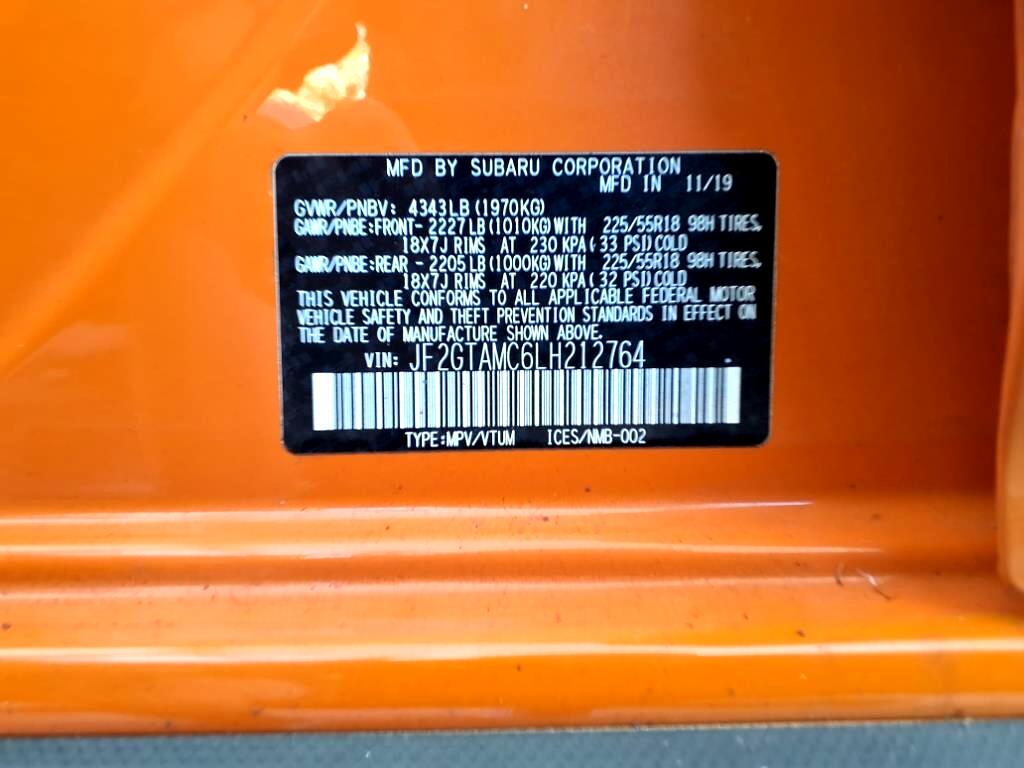 MFD BY SUBARU CORPORATION
MFD IN 11/19
GVWR/PNBV: 4343LB (1970KG)
GAWR/PNBE:FRONT- 2227LB (1010KG) WITH 225/55R18 98H TIRES,
18X7J RIMS AT 230 KPA ( 33 PSI) COLD
GAWR/PNBE:REAR - 2205LB (1000KG) WITH 225/55R18 98H TIRES,
18X7J RIMS AT 220 KPA ( 32 PSI) COLD
THIS VEHICLE CONFORMS TO ALL APPLICABLE FEDERAL MOTOR
VEHICLE SAFETY AND THEFT PREVENTION STANDARDS IN EFFECT ON
THE DATE OF MANUFACTURE SHOWN ABOVE.
VIN: JF2GTAMC6LH212764 -
TYPE:MPV/VTUM ICES/NMB-002